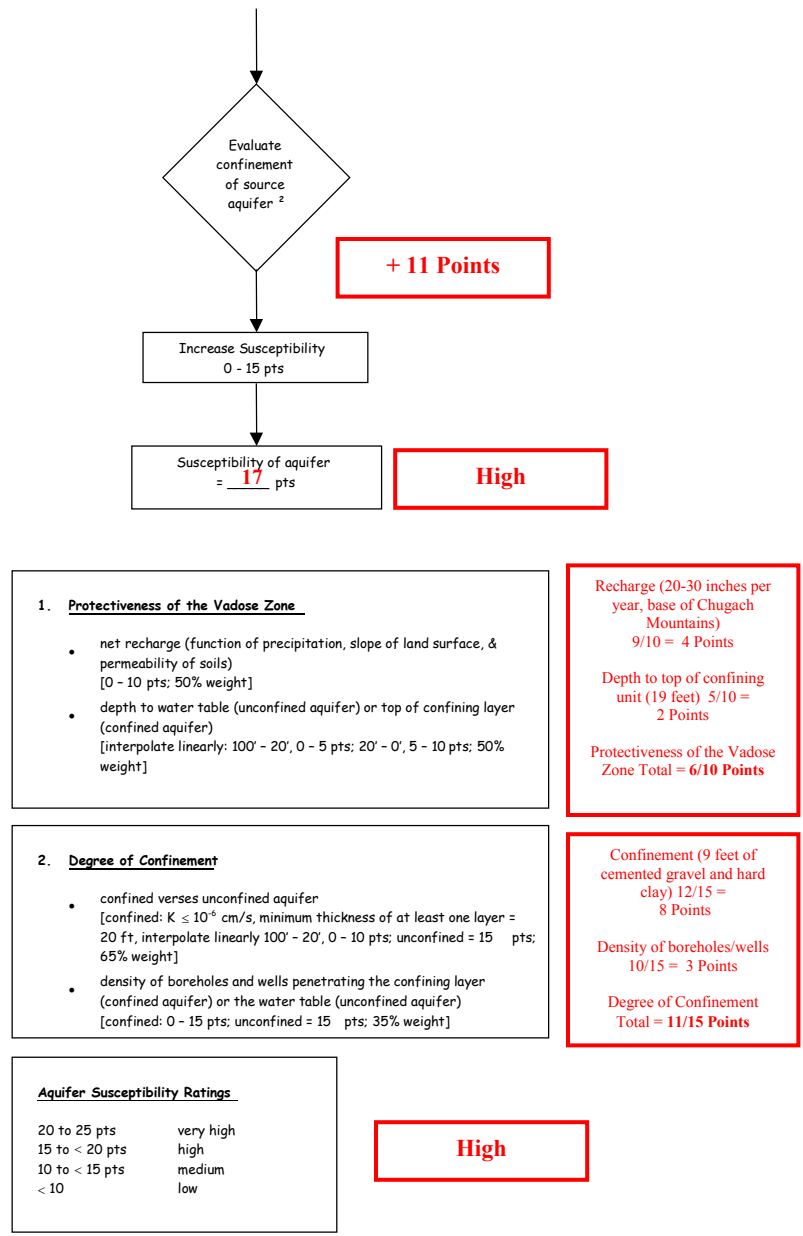 Evaluate
confinement
of source
aquifer ²
+ 11 Points
Increase Susceptibility
0 - 15 pts
Susceptibility of aquifer
= 17 pts
High
1. Protectiveness of the Vadose Zone
• net recharge (function of precipitation, slope of land surface, &
permeability of soils)
[0 – 10 pts; 50% weight]
• depth to water table (unconfined aquifer) or top of confining layer
(confined aquifer)
[interpolate linearly: 100’ – 20’, 0 – 5 pts; 20’ – 0’, 5 – 10 pts; 50%
weight]
Recharge (20-30 inches per
year, base of Chugach
Mountains)
9/10 = 4 Points
Depth to top of confining
unit (19 feet) 5/10 =
2 Points
Protectiveness of the Vadose
Zone Total = 6/10 Points
2. Degree of Confinement
• confined verses unconfined aquifer
[confined: K ≤ 10⁻⁶ cm/s, minimum thickness of at least one layer =
20 ft, interpolate linearly 100’ – 20’, 0 – 10 pts; unconfined = 15 pts;
65% weight]
• density of boreholes and wells penetrating the confining layer
(confined aquifer) or the water table (unconfined aquifer)
[confined: 0 – 15 pts; unconfined = 15 pts; 35% weight]
Confinement (9 feet of
cemented gravel and hard
clay) 12/15 =
8 Points
Density of boreholes/wells
10/15 = 3 Points
Degree of Confinement
Total = 11/15 Points
Aquifer Susceptibility Ratings
20 to 25 pts very high
15 to < 20 pts high
10 to < 15 pts medium
< 10 low
High